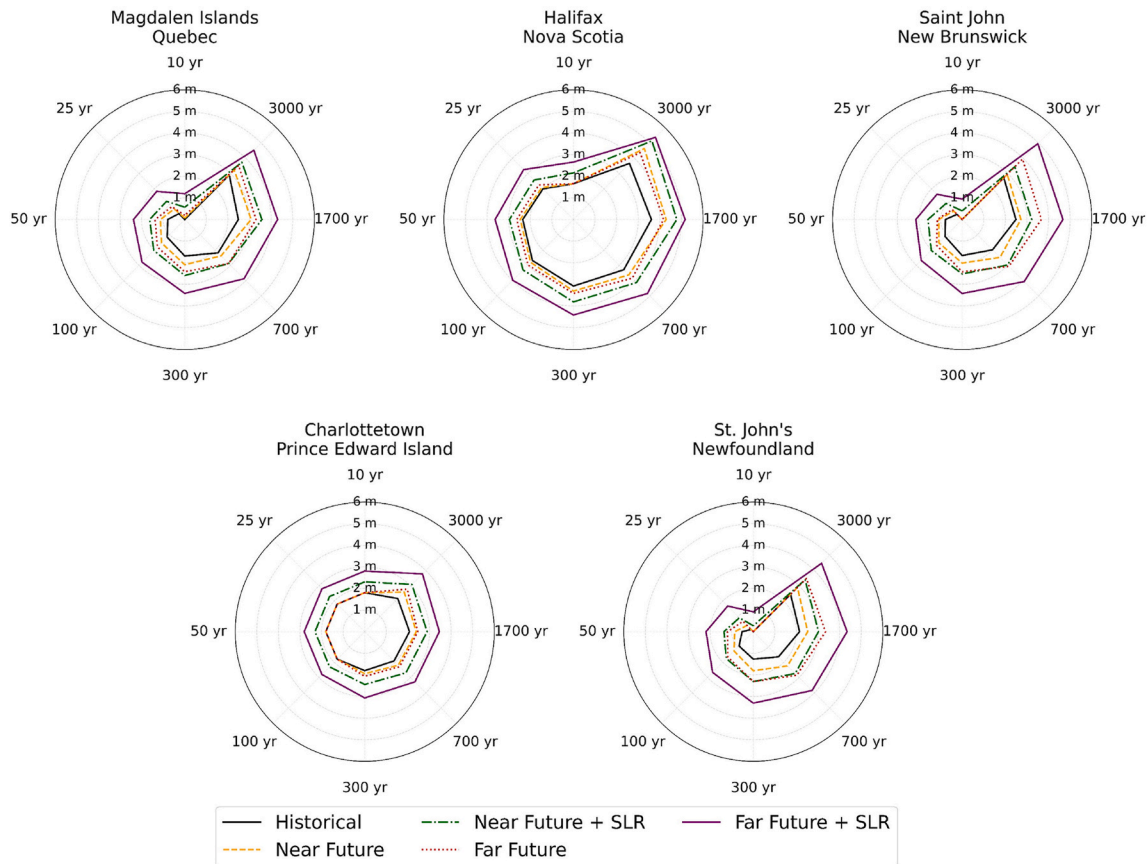 Magdalen Islands
Quebec
10 yr
3000 yr
25 yr
6 m
5 m
4 m
3 m
2 m
1 m
50 yr
1700 yr
100 yr
700 yr
300 yr
Halifax
Nova Scotia
10 yr
3000 yr
25 yr
6 m
5 m
4 m
3 m
2 m
1 m
50 yr
1700 yr
100 yr
700 yr
300 yr
Saint John
New Brunswick
10 yr
3000 yr
25 yr
6 m
5 m
4 m
3 m
2 m
1 m
50 yr
1700 yr
100 yr
700 yr
300 yr
Charlottetown
Prince Edward Island
10 yr
3000 yr
25 yr
6 m
5 m
4 m
3 m
2 m
1 m
50 yr
1700 yr
100 yr
700 yr
300 yr
St. John's
Newfoundland
10 yr
3000 yr
25 yr
6 m
5 m
4 m
3 m
2 m
1 m
50 yr
1700 yr
100 yr
700 yr
300 yr
Historical
Near Future
Near Future + SLR
Far Future
Far Future + SLR